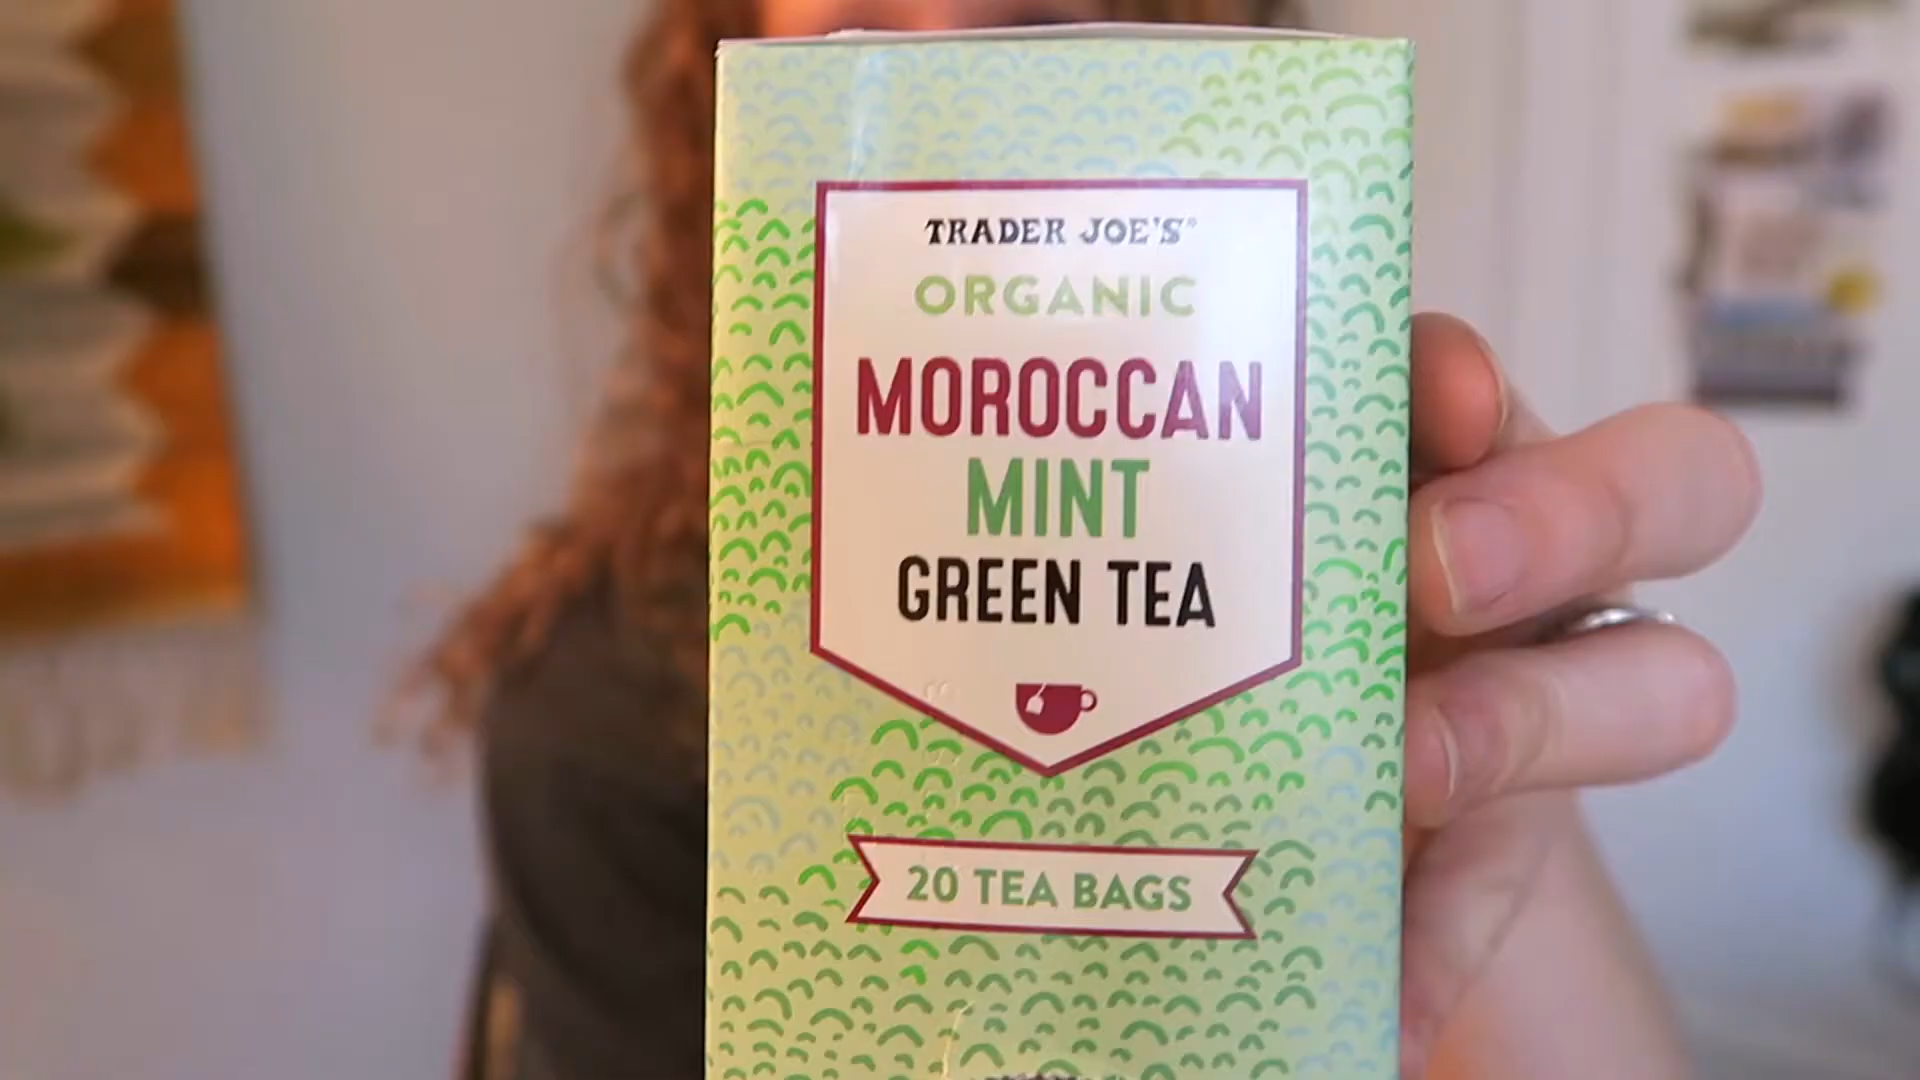 TRADER JOE'S®
ORGANIC
MOROCCAN
MINT
GREEN TEA
20 TEA BAGS